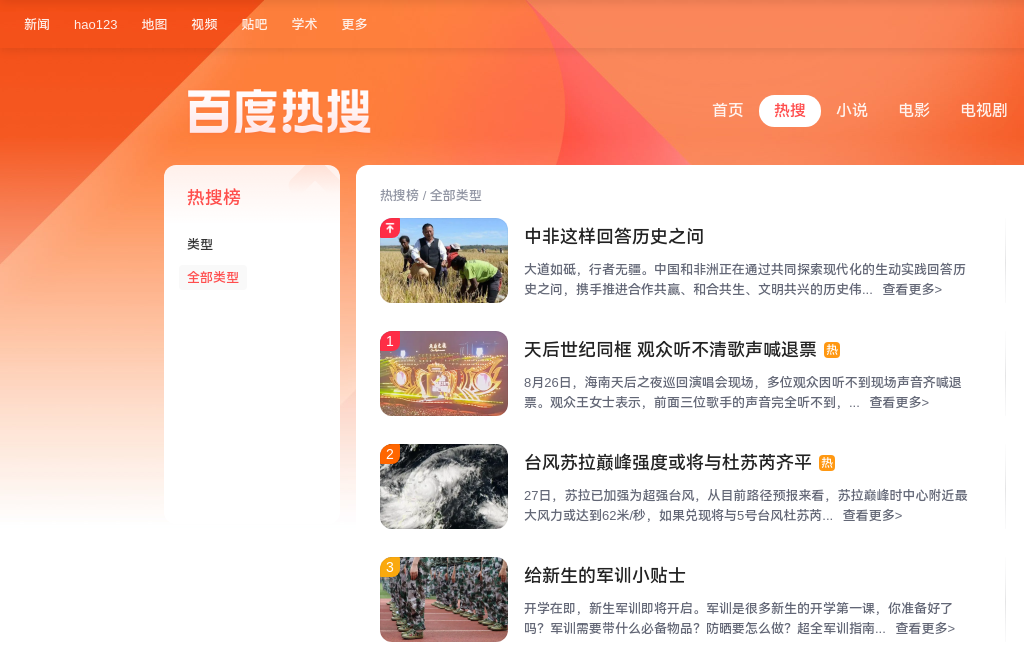 新闻 hao123 地图 视频 贴吧 学术 更多
百度热搜
首页 热搜 小说 电影 电视剧
热搜榜
类型
全部类型
热搜榜 / 全部类型
中非这样回答历史之问
大道如砥，行者无疆。中国和非洲正在通过共同探索现代化的生动实践回答历
史之问，携手推进合作共赢、和合共生、文明共兴的历史伟... 查看更多>
1
天后世纪同框 观众听不清歌声喊退票 热
8月26日，海南天后之夜巡回演唱会现场，多位观众因听不到现场声音齐喊退
票。观众王女士表示，前面三位歌手的声音完全听不到，... 查看更多>
2
台风苏拉巅峰强度或将与杜苏芮齐平 热
27日，苏拉已加强为超强台风，从目前路径预报来看，苏拉巅峰时中心附近最
大风力或达到62米/秒，如果兑现将与5号台风杜苏芮... 查看更多>
3
给新生的军训小贴士
开学在即，新生军训即将开启。军训是很多新生的开学第一课，你准备好了
吗？军训需要带什么必备物品？防晒要怎么做？超全军训指南... 查看更多>